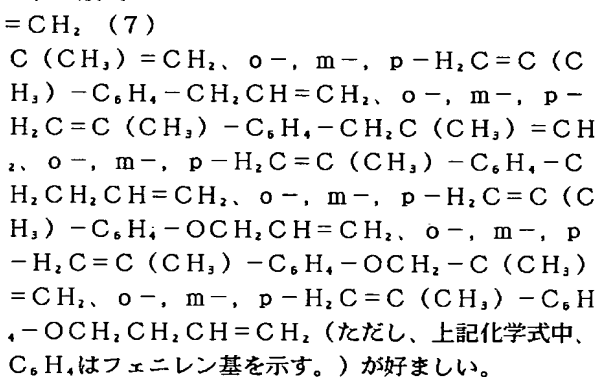 =CH₂ (7)
C(CH₃)=CH₂、o-, m-, p-H₂C=C(C
H₃)-C₆H₄-CH₂CH=CH₂、o-, m-, p-
H₂C=C(CH₃)-C₆H₄-CH₂C(CH₃)=CH
₂、o-, m-, p-H₂C=C(CH₃)-C₆H₄-C
H₂CH₂CH=CH₂、o-, m-, p-H₂C=C(C
H₃)-C₆H₄-OCH₂CH=CH₂、o-, m-, p
-H₂C=C(CH₃)-C₆H₄-OCH₂-C(CH₃)
=CH₂、o-, m-, p-H₂C=C(CH₃)-C₆H
₄-OCH₂CH₂CH=CH₂(ただし、上記化学式中、
C₆H₄はフェニレン基を示す。)が好ましい。